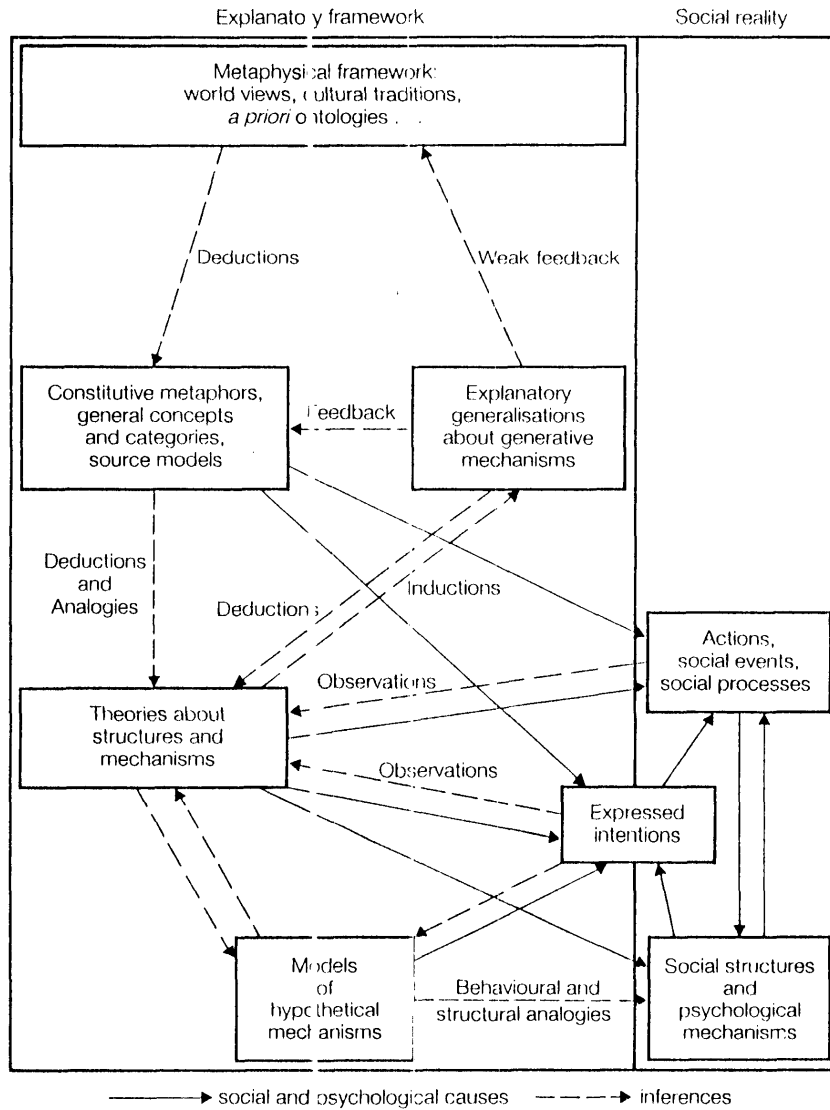 Explanato y framework
Social reality
Metaphysical framework:
world views, cultural traditions,
a priori ontologies . .
Deductions
Weak feedback
Constitutive metaphors,
general concepts
and categories,
source models
Feedback
Explanatory
generalisations
about generative
mechanisms
Deductions
and
Analogies
Deductions
Inductions
Actions,
social events,
social processes
Observations
Theories about
structures and
mechanisms
Observations
Expressed
intentions
Models
of
hypothetical
mechanisms
Behavioural and
structural analogies
Social structures
and
psychological
mechanisms
social and psychological causes
inferences